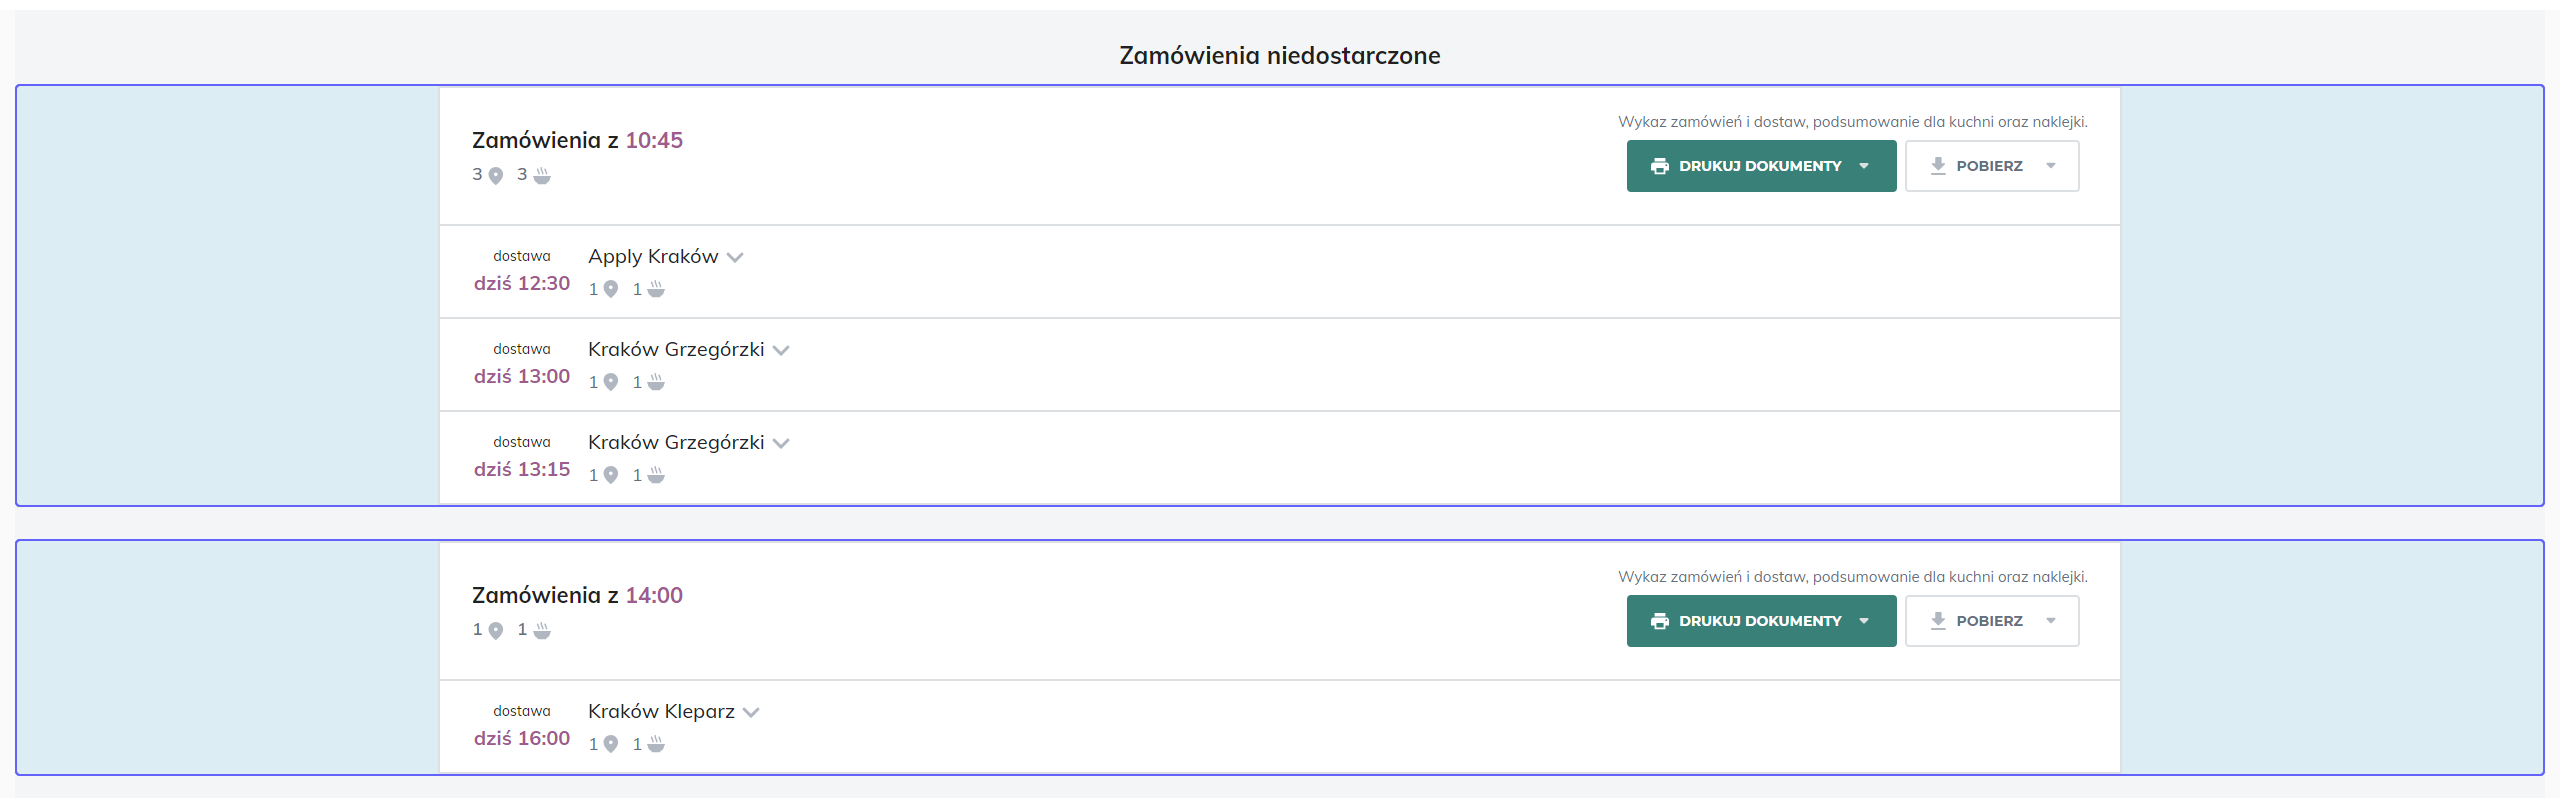 Zamówienia niedostarczone
Zamówienia z 10:45
3 3
Wykaz zamówień i dostaw, podsumowanie dla kuchni oraz naklejki.
DRUKUJ DOKUMENTY
POBIERZ
dostawa
dziś 12:30
Apply Kraków
1 1
dostawa
dziś 13:00
Kraków Grzegórzki
1 1
dostawa
dziś 13:15
Kraków Grzegórzki
1 1
Zamówienia z 14:00
1 1
Wykaz zamówień i dostaw, podsumowanie dla kuchni oraz naklejki.
DRUKUJ DOKUMENTY
POBIERZ
dostawa
dziś 16:00
Kraków Kleparz
1 1